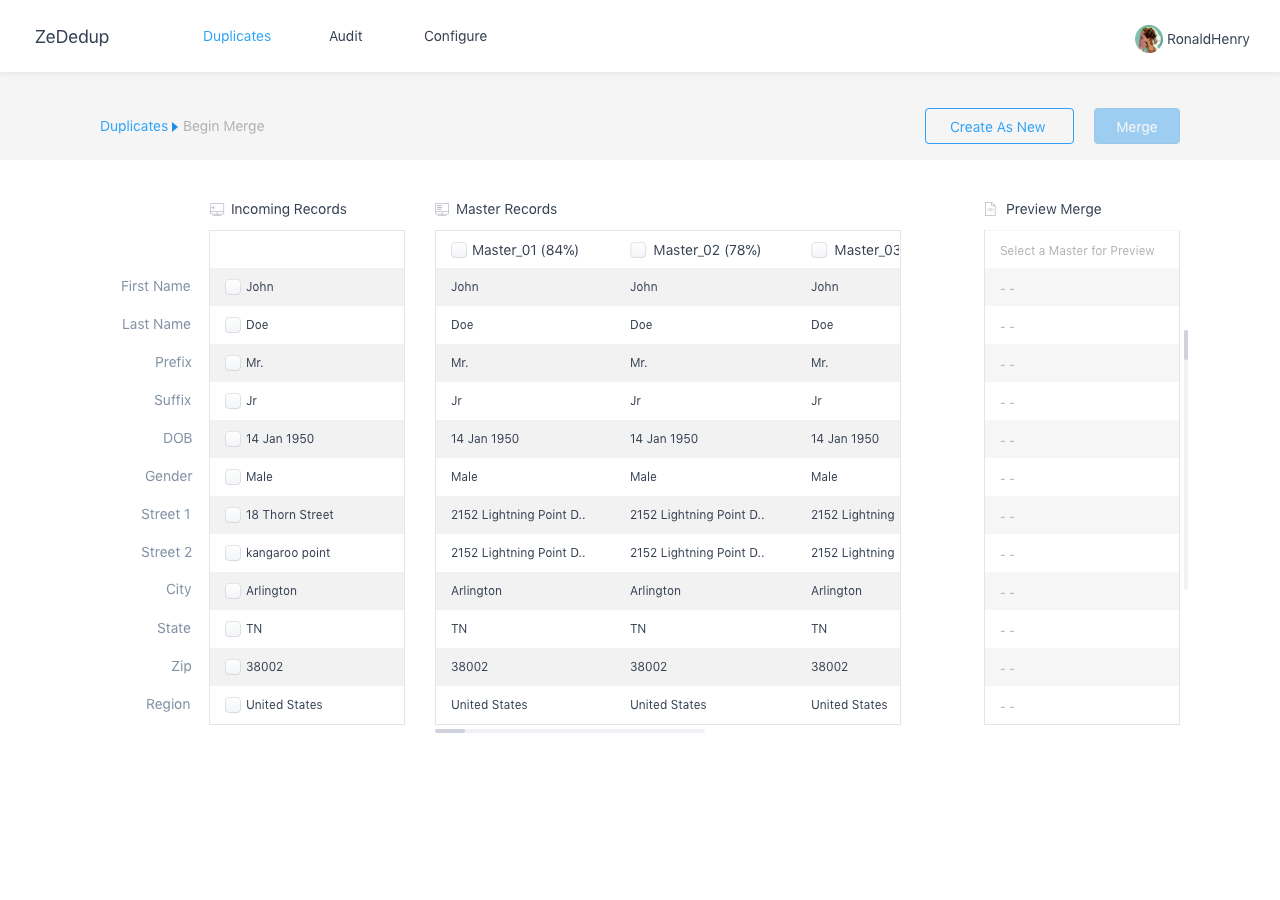 ZeDedup Duplicates Audit Configure RonaldHenry
Duplicates Begin Merge Create As New Merge
Incoming Records Master Records Preview Merge
Master_01 (84%) Master_02 (78%) Master_03 Select a Master for Preview
First Name John John John John - -
Last Name Doe Doe Doe Doe - -
Prefix Mr. Mr. Mr. Mr. - -
Suffix Jr Jr Jr Jr - -
DOB 14 Jan 1950 14 Jan 1950 14 Jan 1950 14 Jan 1950 - -
Gender Male Male Male Male - -
Street 1 18 Thorn Street 2152 Lightning Point D.. 2152 Lightning Point D.. 2152 Lightning - -
Street 2 kangaroo point 2152 Lightning Point D.. 2152 Lightning Point D.. 2152 Lightning - -
City Arlington Arlington Arlington Arlington - -
State TN TN TN TN - -
Zip 38002 38002 38002 38002 - -
Region United States United States United States United States - -